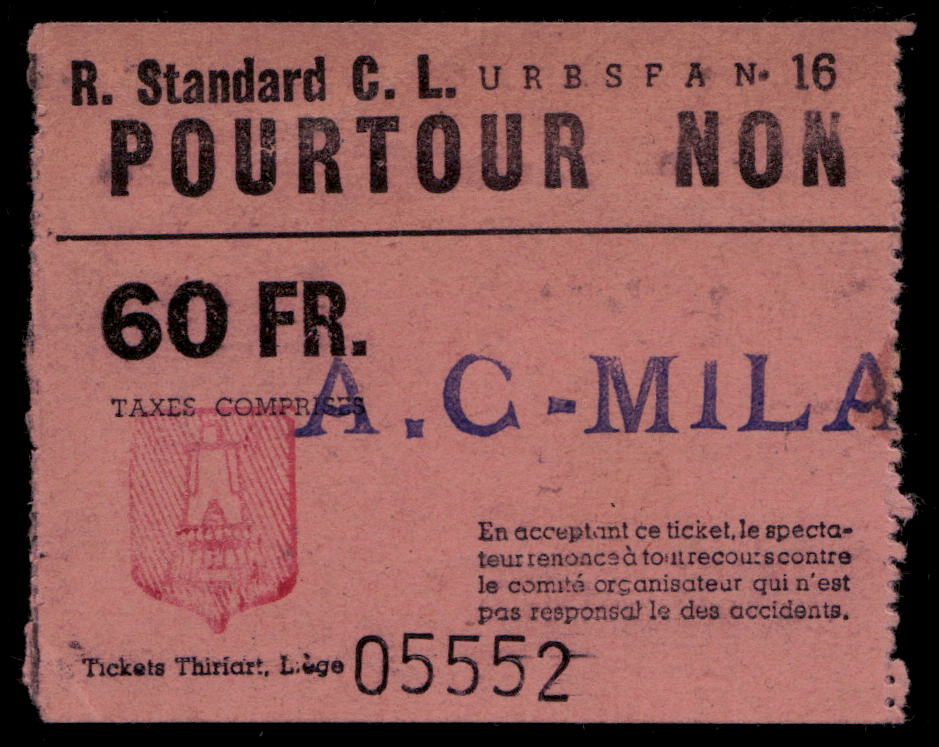 R. Standard C. L. URBSFA N• 16
POURTOUR NON
60 FR.
TAXES COMPRISES
A.C-MiLA
En acceptant ce ticket, le specta-
teur renonce à tout recours contre
le comité organisateur qui n'est
pas responsable des accidents.
Tickets Thiriart, Liège 05552